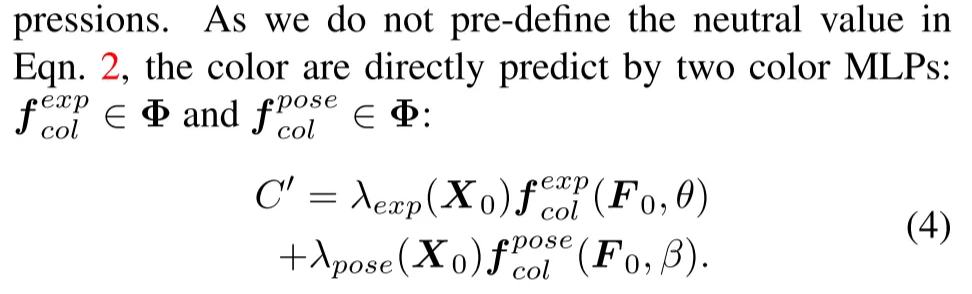 pressions. As we do not pre-define the neutral value in
Eqn. 2, the color are directly predict by two color MLPs:
𝒇^{exp}_{col} ∈ 𝚽 and 𝒇^{pose}_{col} ∈ 𝚽:
C′ = λ_{exp}(𝑿_0)𝒇^{exp}_{col}(𝑭_0, θ)
+λ_{pose}(𝑿_0)𝒇^{pose}_{col}(𝑭_0, β).
(4)